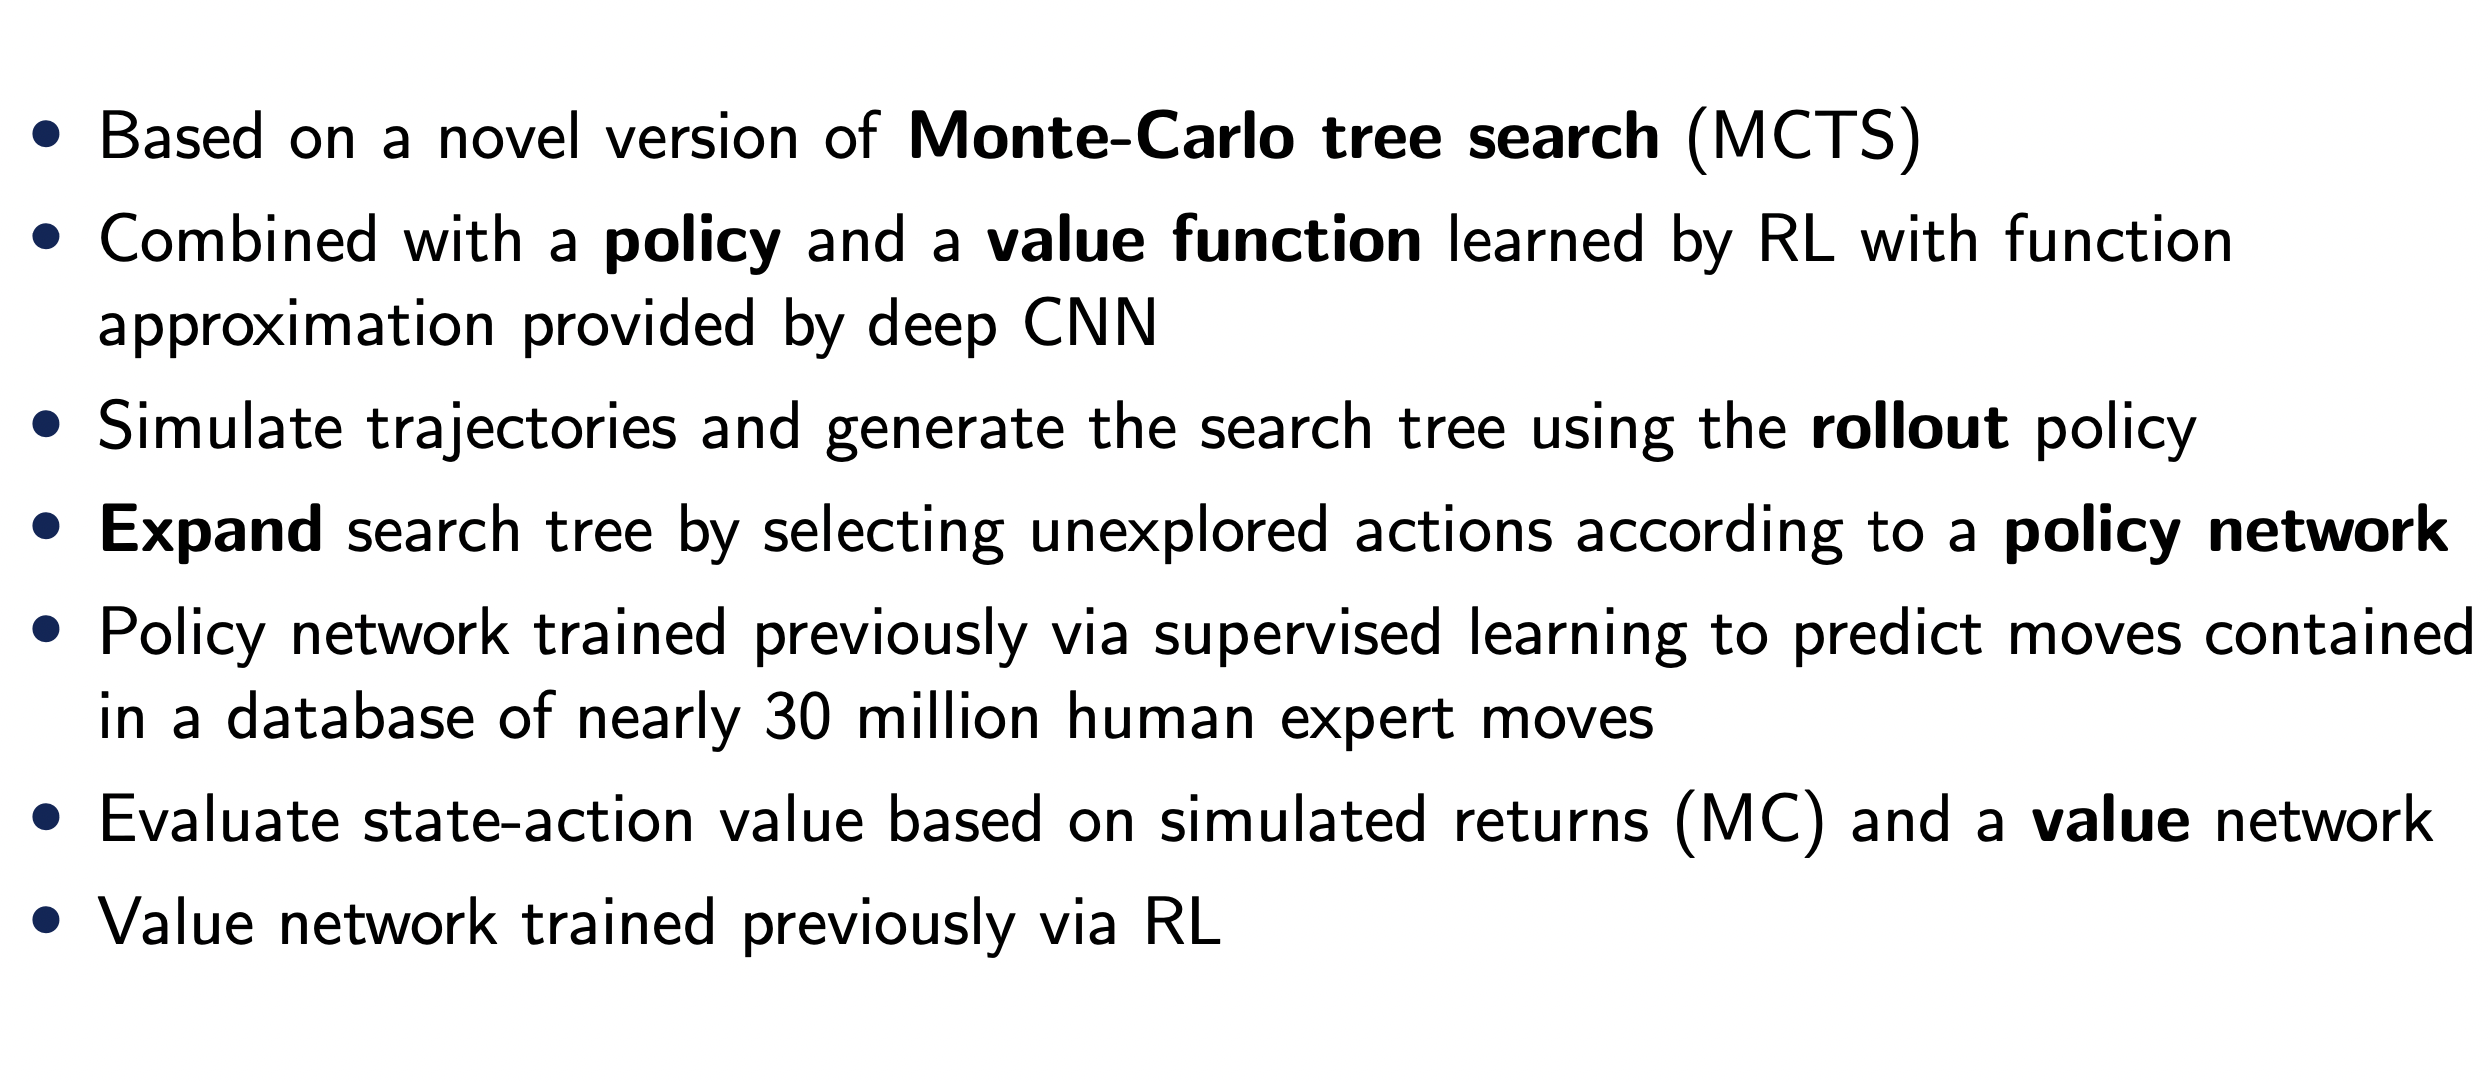 • Based on a novel version of Monte-Carlo tree search (MCTS)
• Combined with a policy and a value function learned by RL with function
approximation provided by deep CNN
• Simulate trajectories and generate the search tree using the rollout policy
• Expand search tree by selecting unexplored actions according to a policy network
• Policy network trained previously via supervised learning to predict moves contained
in a database of nearly 30 million human expert moves
• Evaluate state-action value based on simulated returns (MC) and a value network
• Value network trained previously via RL